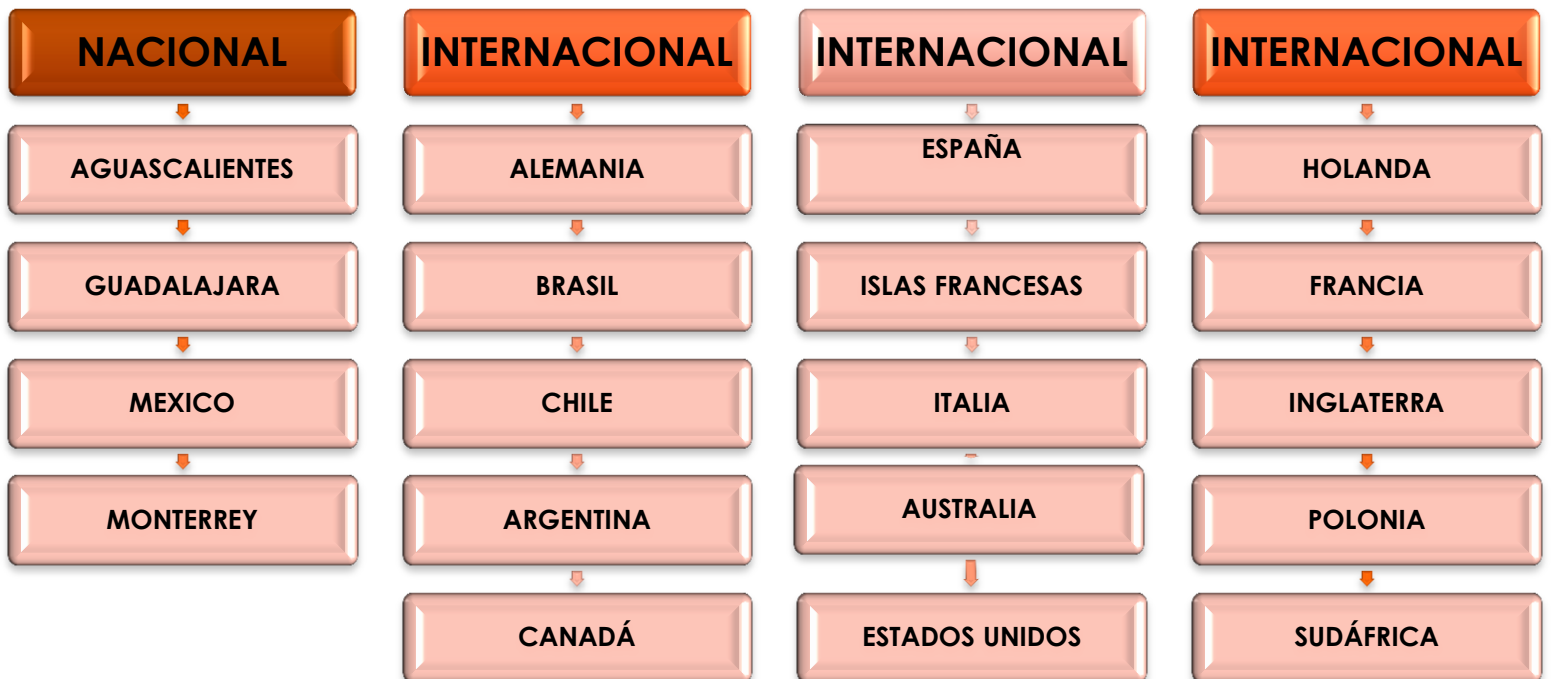 NACIONAL
AGUASCALIENTES
GUADALAJARA
MEXICO
MONTERREY
INTERNACIONAL
ALEMANIA
BRASIL
CHILE
ARGENTINA
CANADÁ
INTERNACIONAL
ESPAÑA
ISLAS FRANCESAS
ITALIA
AUSTRALIA
ESTADOS UNIDOS
INTERNACIONAL
HOLANDA
FRANCIA
INGLATERRA
POLONIA
SUDÁFRICA